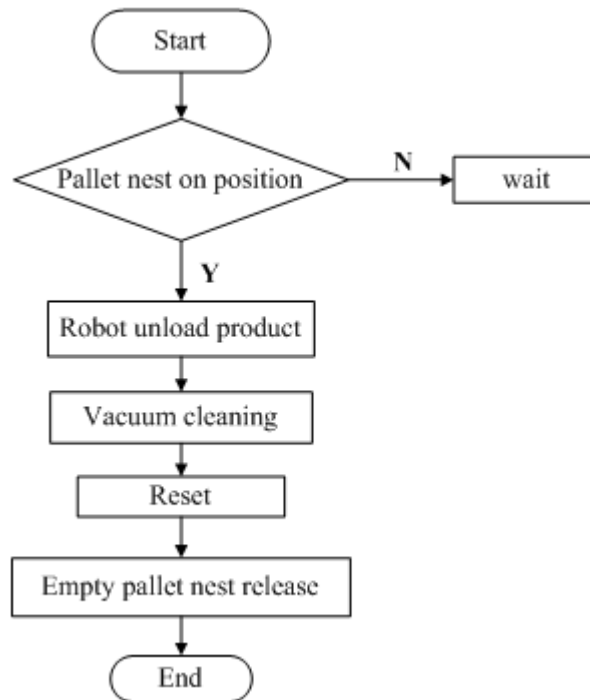 Start
Pallet nest on position
N
wait
Y
Robot unload product
Vacuum cleaning
Reset
Empty pallet nest release
End